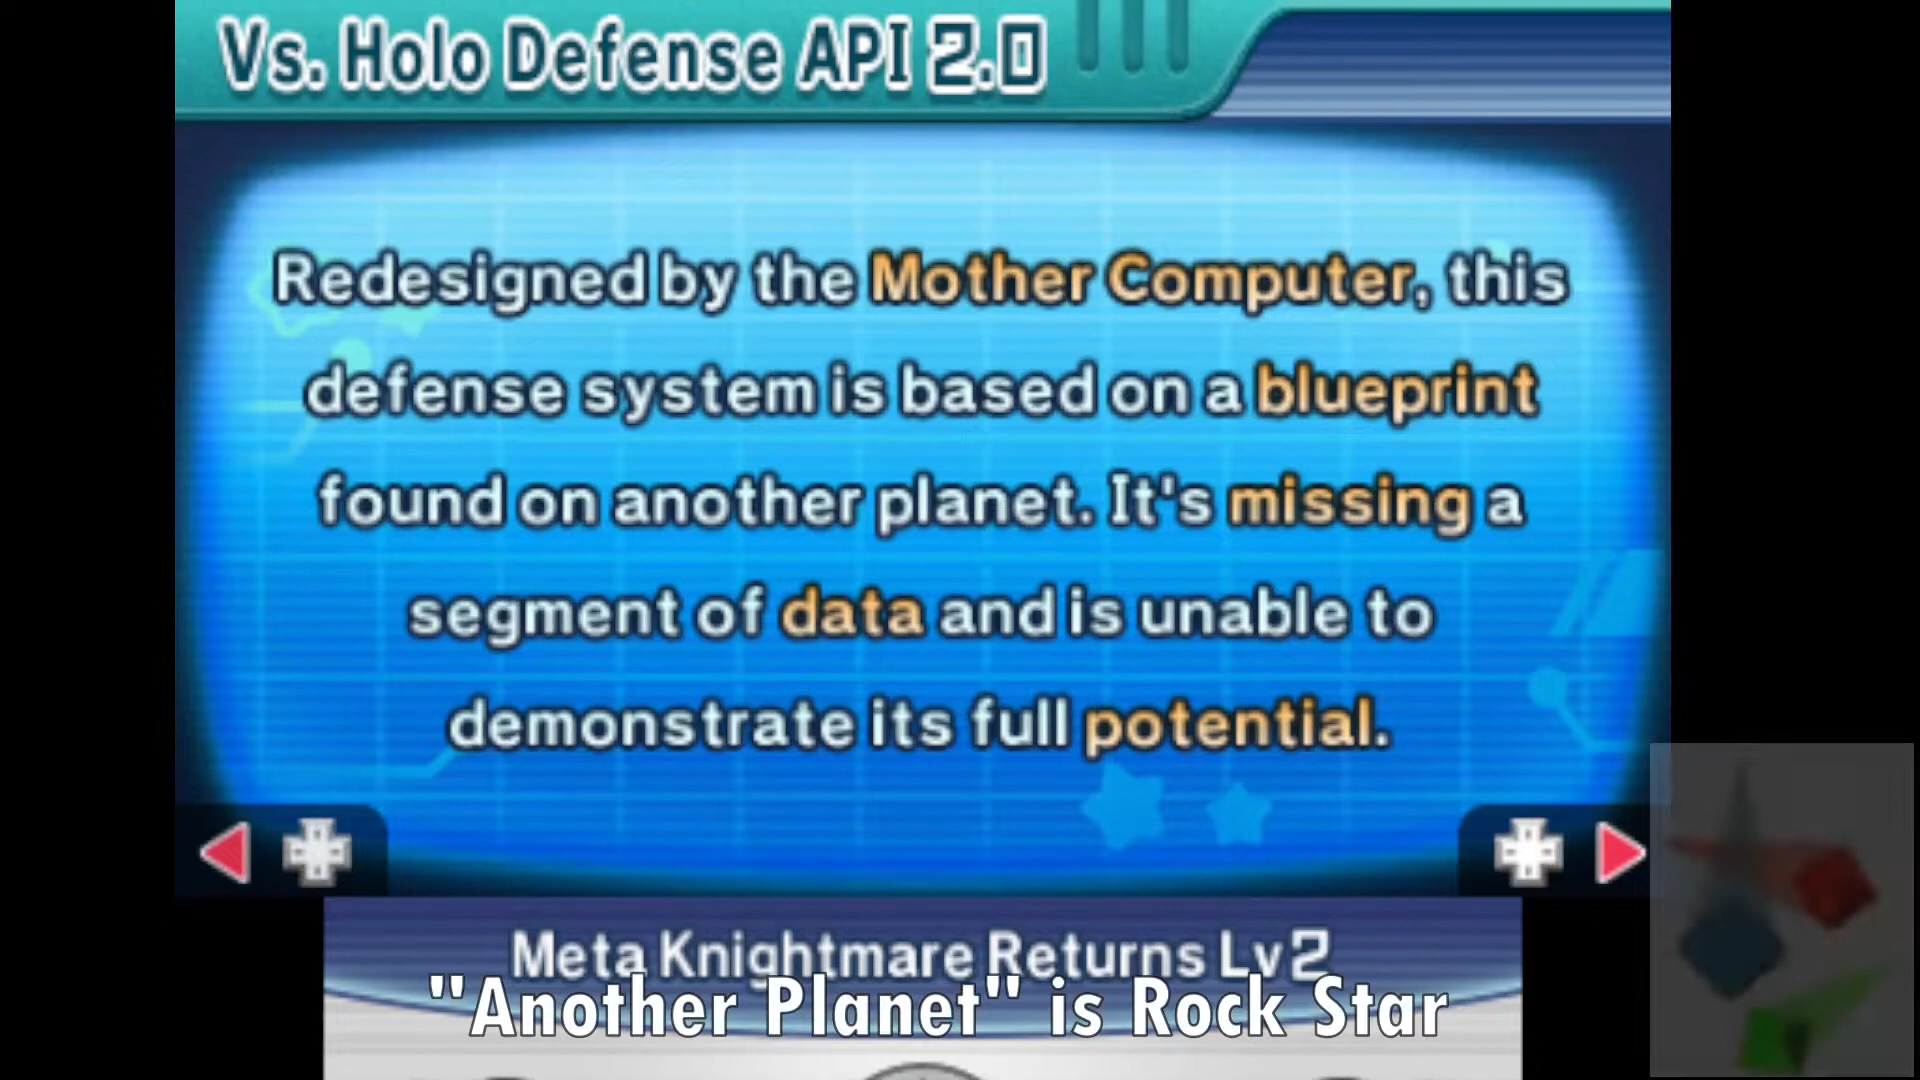 Vs. Holo Defense API 2.0
Redesigned by the Mother Computer, this
defense system is based on a blueprint
found on another planet. It's missing a
segment of data and is unable to
demonstrate its full potential.
Meta Knightmare Returns Lv2
"Another Planet" is Rock Star